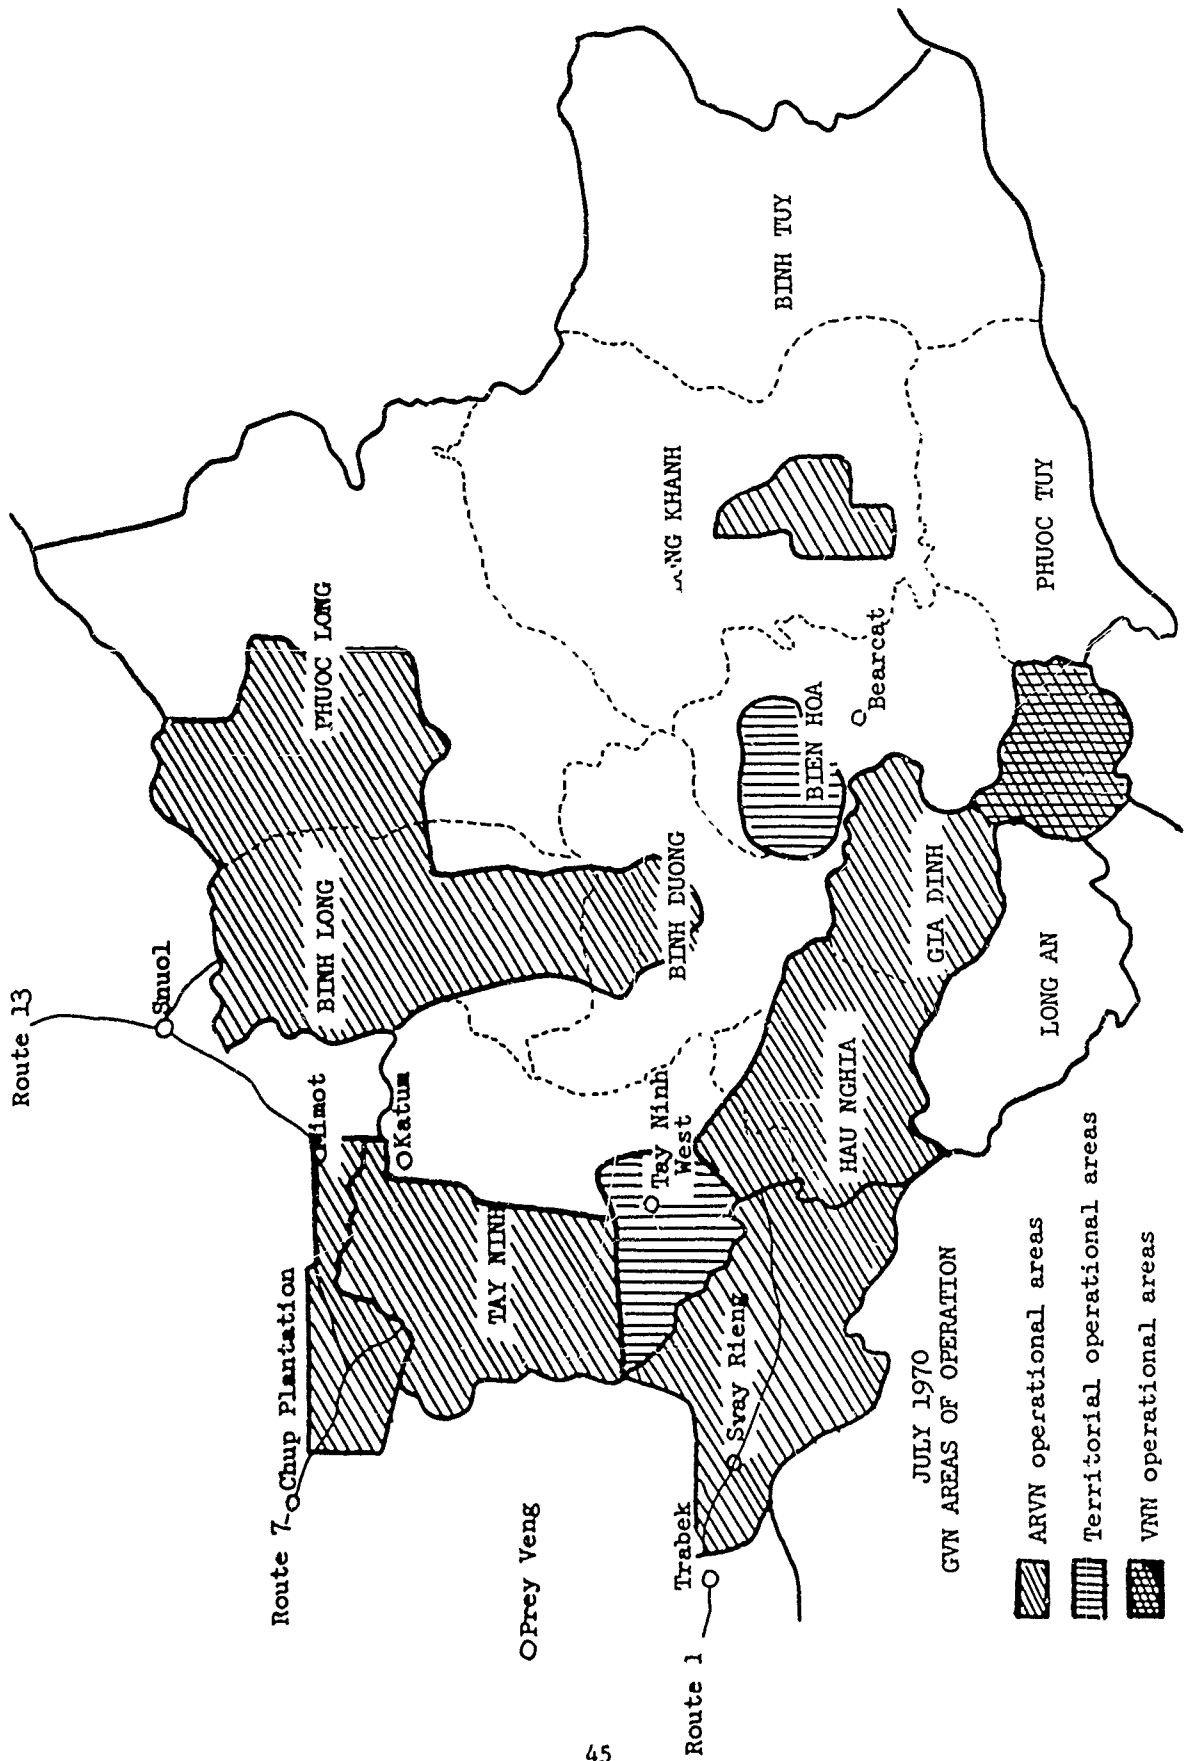 Route 13
Snuol
Mimot
Katum
Route 7
Chup Plantation
Prey Veng
Trabek
Route 1
Svay Rieng
Tay Ninh
West
TAY NINH
BINH LONG
PHUOC LONG
BINH DUONG
HAU NGHIA
GIA DINH
LONG AN
BIEN HOA
Bearcat
KHANH
BINH TUY
PHUOC TUY
JULY 1970
GVN AREAS OF OPERATION
ARVN operational areas
Territorial operational areas
VNN operational areas
45